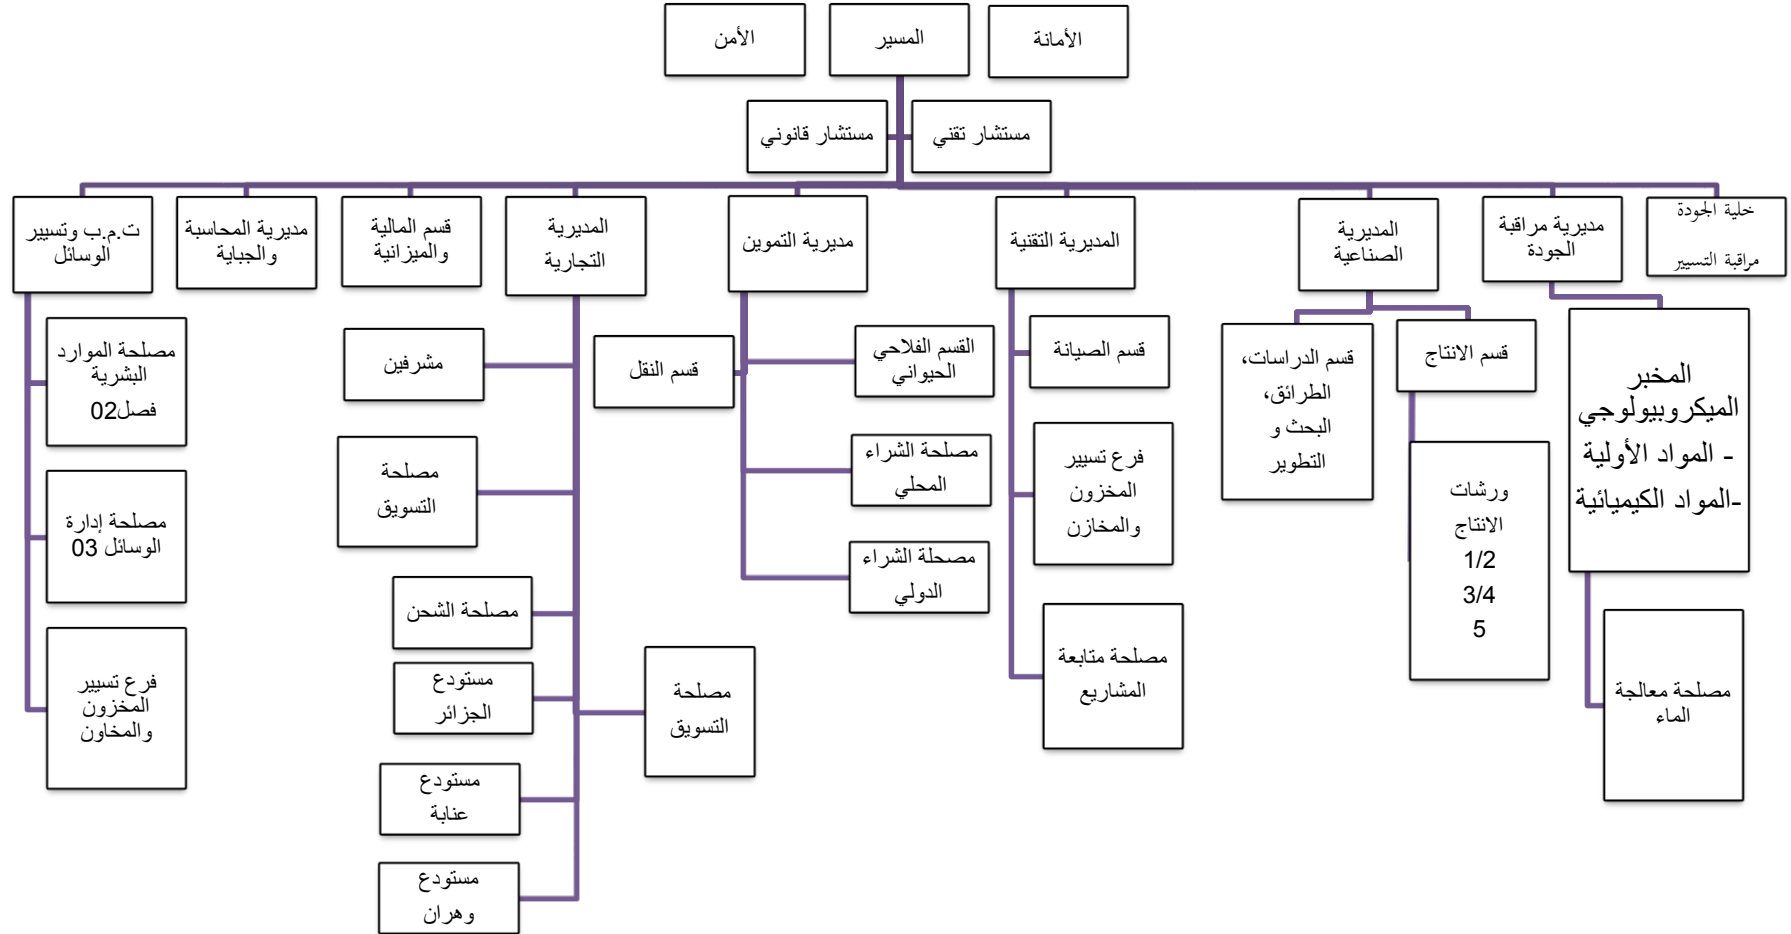 الأمانة
المسير
الأمن
مستشار تقني
مستشار قانوني
خلية الجودة
مراقبة التسيير
مديرية مراقبة
الجودة
المديرية
الصناعية
المديرية التقنية
مديرية التموين
المديرية
التجارية
قسم المالية
والميزانية
مديرية المحاسبة
والجباية
ت.م.ب وتسيير
الوسائل
المخبر
الميكروبيولوجي
- المواد الأولية
-المواد الكيميائية
مصلحة معالجة
الماء
قسم الانتاج
ورشات
الانتاج
1/2
3/4
5
قسم الدراسات،
الطرائق،
البحث و
التطوير
قسم الصيانة
فرع تسيير
المخزون
والمخازن
مصلحة متابعة
المشاريع
القسم الفلاحي
الحيواني
مصلحة الشراء
المحلي
مصحلة الشراء
الدولي
قسم النقل
مصلحة
التسويق
مشرفين
مصلحة
التسويق
مصلحة الشحن
مستودع
الجزائر
مستودع
عنابة
مستودع
وهران
مصلحة الموارد
البشرية
فصل02
مصلحة إدارة
الوسائل 03
فرع تسيير
المخزون
والمخاون